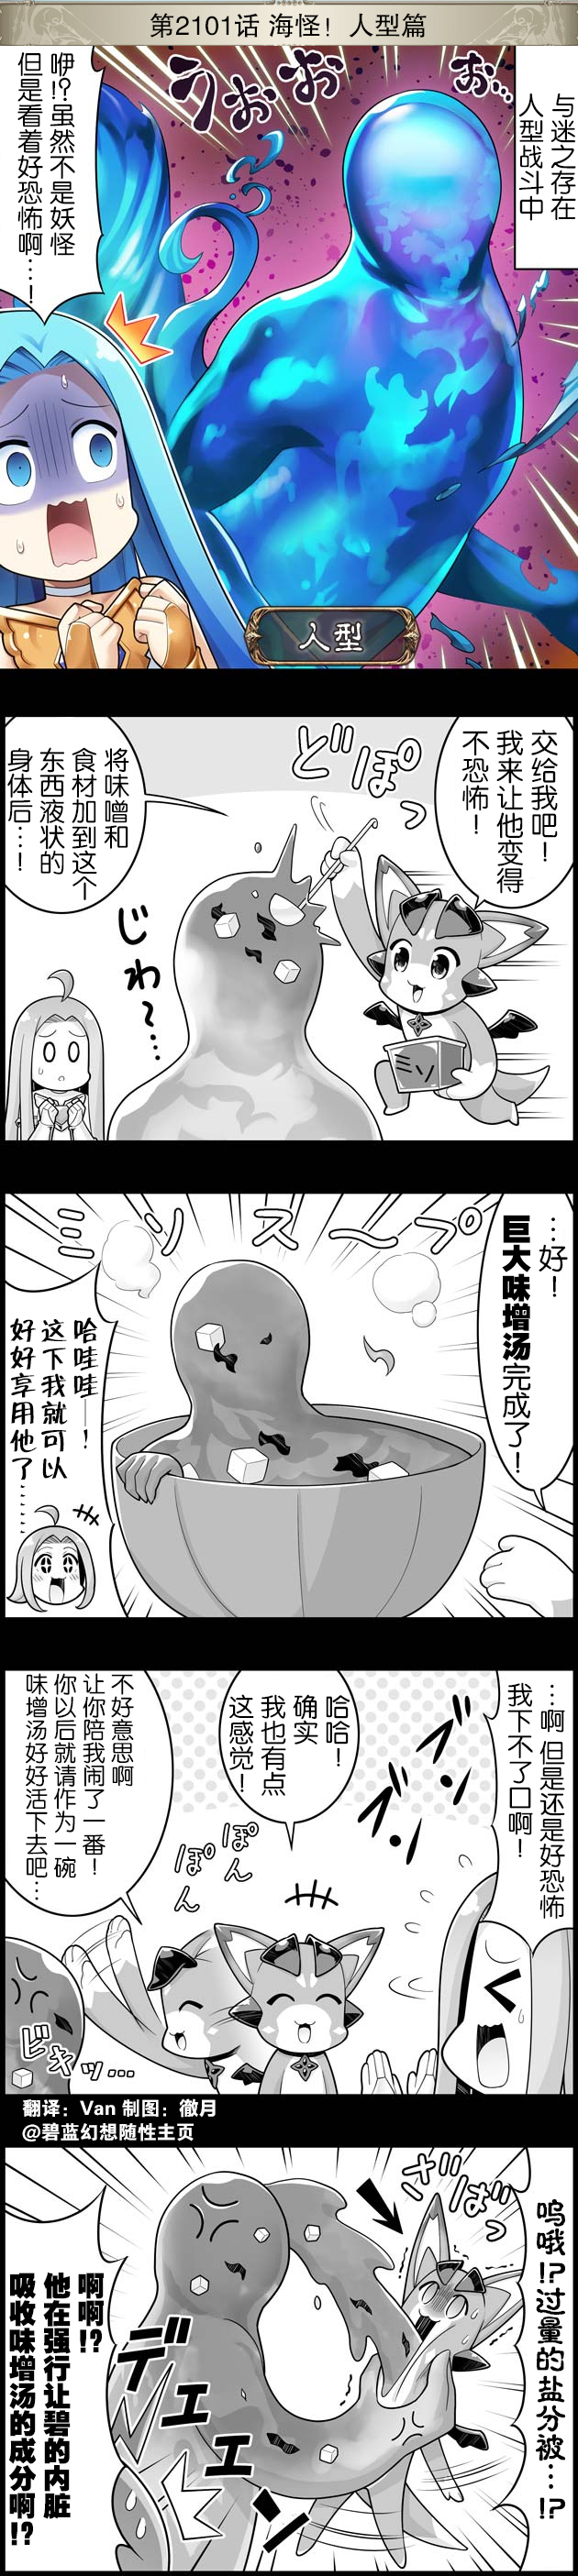 第2101话 海怪！人型篇
与迷之存在
人型战斗中
うぉぉ
ぉ…
咿!?虽然不是妖怪
但是看着好恐怖啊…！
人型
交给我吧！
我来让他变得
不恐怖！
どぽっ
将味噌和
食材加到这个
东西液状的
身体后…！
じわ～…
ミソ
…好！
巨大味增汤完成了！
ミソスープ
哈哇哇——！
这下我就可以
好好享用他了……
…啊 但是还是好恐怖
我下不了口啊！
ブンブン
哈哈！
确实
我也有点
这感觉！
ぽんぽん
不好意思啊
让你陪我闹了一番！
你以后就请作为一碗
味增汤好好活下去吧…
ビキッ…
翻译：Van 制图：徹月
@碧蓝幻想随性主页
呜哦!?过量的盐分被…!?
ざばっ
デェェン
啊啊!?
他在强行让碧的内脏
吸收味增汤的成分啊!?